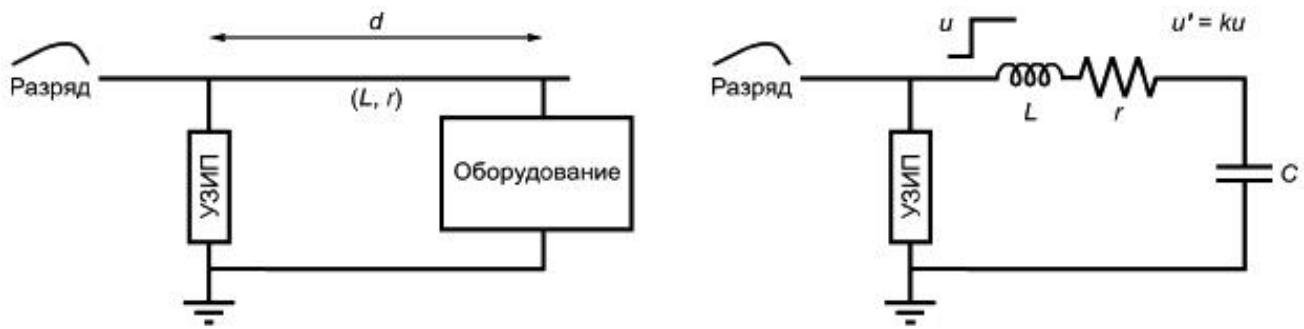 d
Разряд
(L, r)
УЗИП
Оборудование
u
u' = ku
Разряд
L
r
УЗИП
C